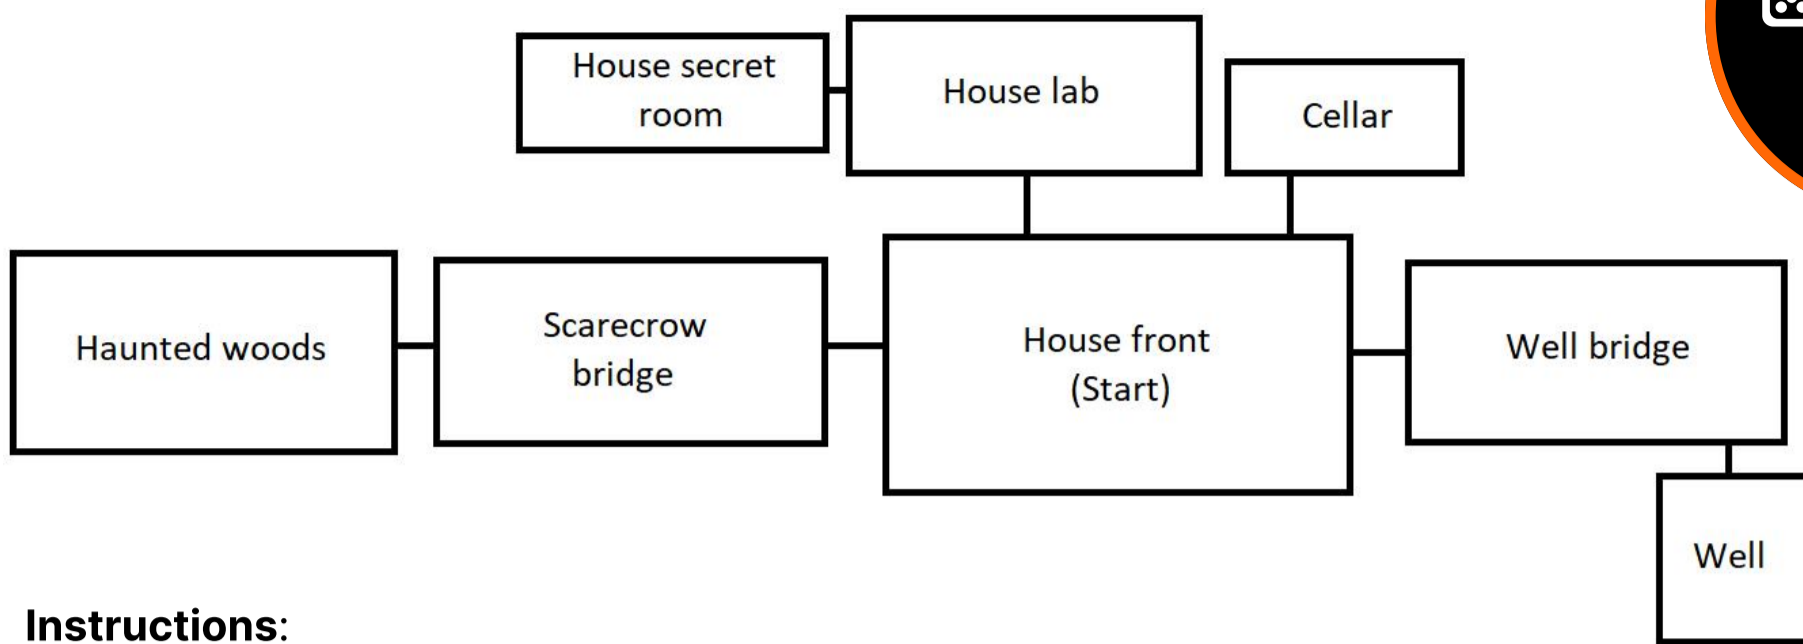 House secret
room
House lab
Cellar
Haunted woods
Scarecrow
bridge
House front
(Start)
Well bridge
Well
Instructions: